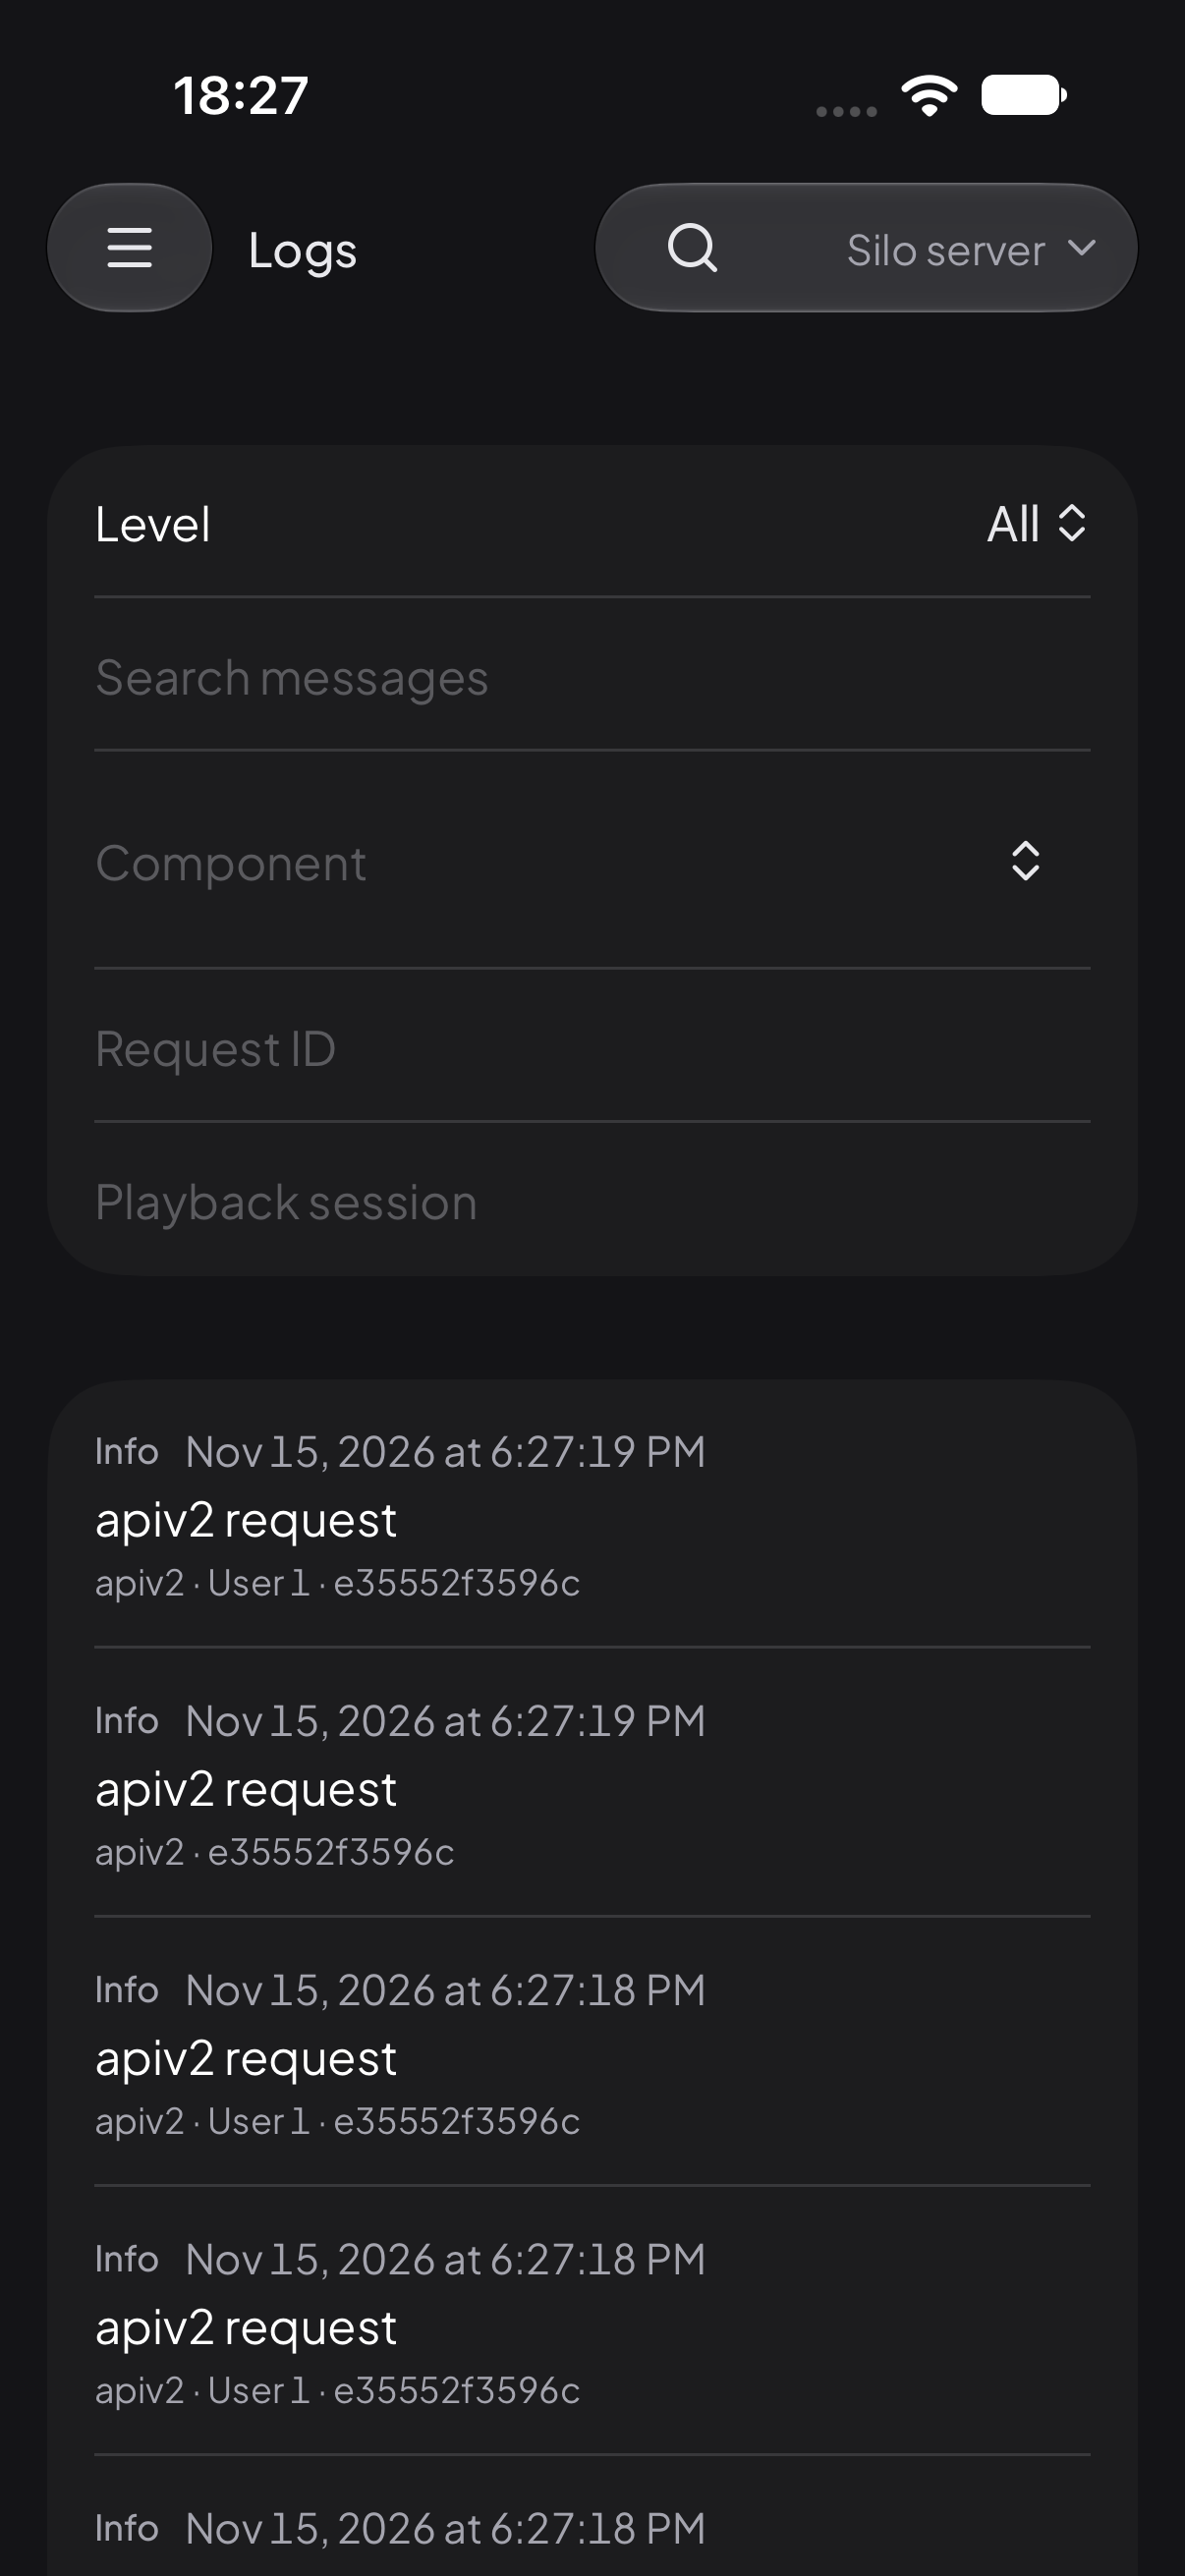 18:27
Logs
Silo server
Level
All
Search messages
Component
Request ID
Playback session
Info Nov 15, 2026 at 6:27:19 PM
apiv2 request
apiv2 · User 1 · e35552f3596c
Info Nov 15, 2026 at 6:27:19 PM
apiv2 request
apiv2 · e35552f3596c
Info Nov 15, 2026 at 6:27:18 PM
apiv2 request
apiv2 · User 1 · e35552f3596c
Info Nov 15, 2026 at 6:27:18 PM
apiv2 request
apiv2 · User 1 · e35552f3596c
Info Nov 15, 2026 at 6:27:18 PM